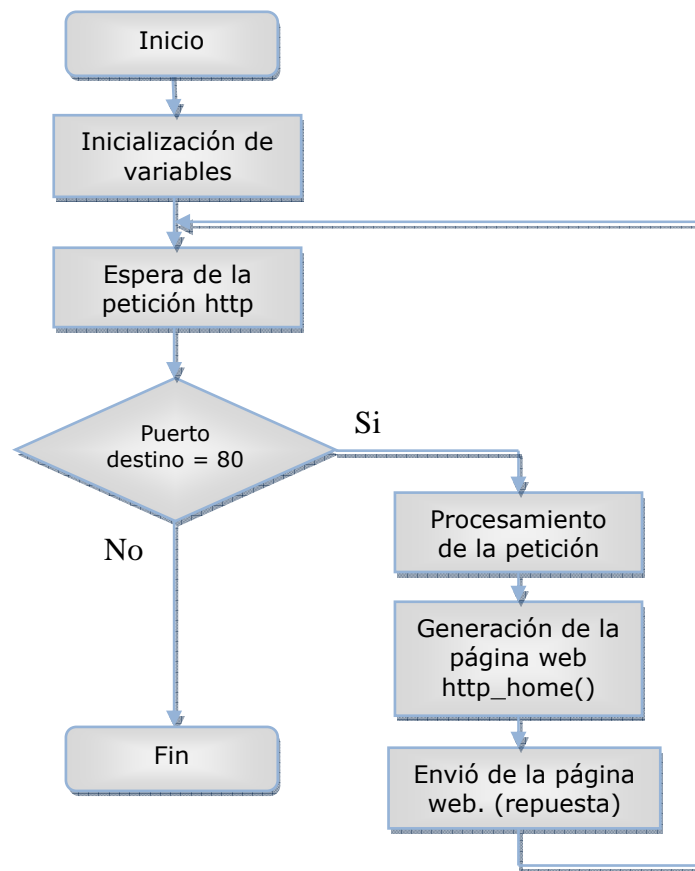 Inicio
Inicialización de
variables
Espera de la
petición http
Puerto
destino = 80
Si
No
Procesamiento
de la petición
Generación de la
página web
http_home()
Envió de la página
web. (repuesta)
Fin